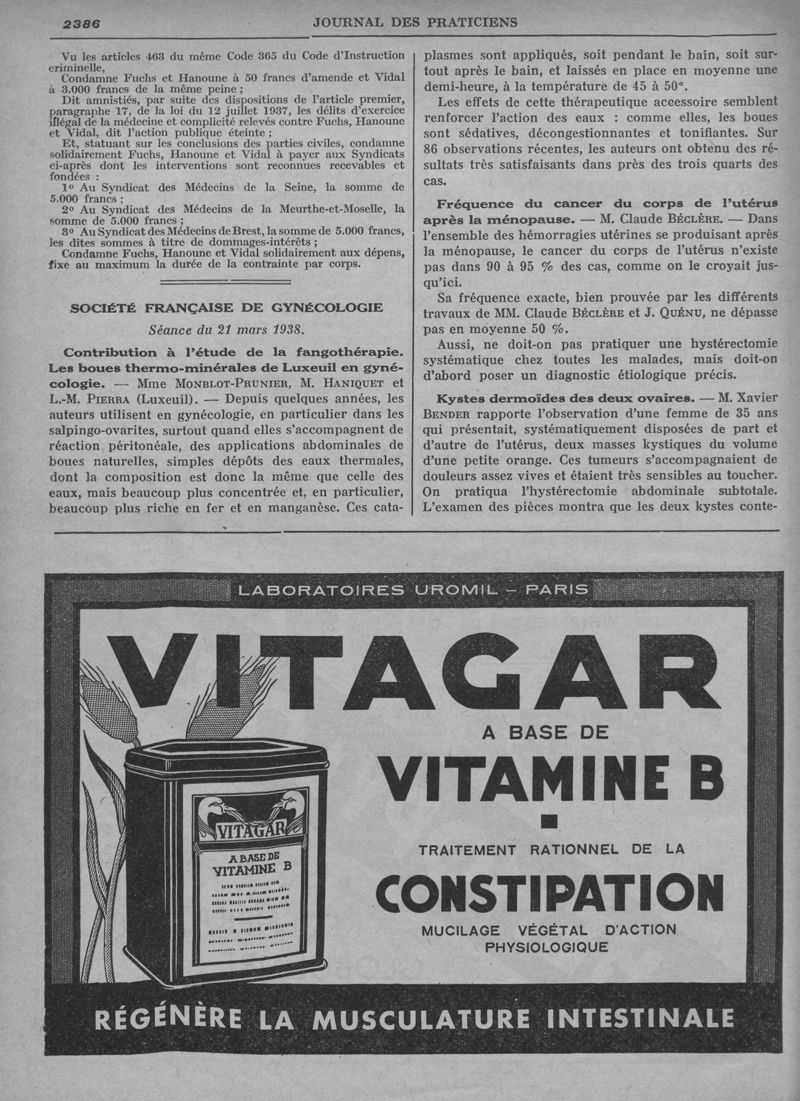 2386
JOURNAL DES PRATICIENS
Vu les articles 463 du même Code 365 du Code d'Instruction
criminelle,
Condamne Fuchs et Hanoune à 50 francs d'amende et Vidal
à 3.000 francs de la même peine ;
Dit amnistiés, par suite des dispositions de l'article premier,
paragraphe 17, de la loi du 12 juillet 1937, les délits d'exercice
illégal de la médecine et complicité relevés contre Fuchs, Hanoune
et Vidal, dit l'action publique éteinte ;
Et, statuant sur les conclusions des parties civiles, condamne
solidairement Fuchs, Hanoune et Vidal à payer aux Syndicats
ci-après dont les interventions sont reconnues recevables et
fondées :
1º Au Syndicat des Médecins de la Seine, la somme de
5.000 francs ;
2º Au Syndicat des Médecins de la Meurthe-et-Moselle, la
somme de 5.000 francs ;
3º Au Syndicat des Médecins de Brest, la somme de 5.000 francs,
les dites sommes à titre de dommages-intérêts ;
Condamne Fuchs, Hanoune et Vidal solidairement aux dépens,
fixe au maximum la durée de la contrainte par corps.
SOCIÉTÉ FRANÇAISE DE GYNÉCOLOGIE
Séance du 21 mars 1938.
Contribution à l'étude de la fangothérapie.
Les boues thermo-minérales de Luxeuil en gyné-
cologie. — Mme MONBLOT-PRUNIER, M. HANIQUET et
L.-M. PIERRA (Luxeuil). — Depuis quelques années, les
auteurs utilisent en gynécologie, en particulier dans les
salpingo-ovarites, surtout quand elles s'accompagnent de
réaction péritonéale, des applications abdominales de
boues naturelles, simples dépôts des eaux thermales,
dont la composition est donc la même que celle des
eaux, mais beaucoup plus concentrée et, en particulier,
beaucoup plus riche en fer et en manganèse. Ces cata-
plasmes sont appliqués, soit pendant le bain, soit sur-
tout après le bain, et laissés en place en moyenne une
demi-heure, à la température de 45 à 50°.
Les effets de cette thérapeutique accessoire semblent
renforcer l'action des eaux : comme elles, les boues
sont sédatives, décongestionnantes et tonifiantes. Sur
86 observations récentes, les auteurs ont obtenu des ré-
sultats très satisfaisants dans près des trois quarts des
cas.
Fréquence du cancer du corps de l'utérus
après la ménopause. — M. Claude BÉCLÈRE. — Dans
l'ensemble des hémorragies utérines se produisant après
la ménopause, le cancer du corps de l'utérus n'existe
pas dans 90 à 95 % des cas, comme on le croyait jus-
qu'ici.
Sa fréquence exacte, bien prouvée par les différents
travaux de MM. Claude BÉCLÈRE et J. QUÉNU, ne dépasse
pas en moyenne 50 %.
Aussi, ne doit-on pas pratiquer une hystérectomie
systématique chez toutes les malades, mais doit-on
d'abord poser un diagnostic étiologique précis.
Kystes dermoïdes des deux ovaires. — M. Xavier
BENDER rapporte l'observation d'une femme de 35 ans
qui présentait, systématiquement disposées de part et
d'autre de l'utérus, deux masses kystiques du volume
d'une petite orange. Ces tumeurs s'accompagnaient de
douleurs assez vives et étaient très sensibles au toucher.
On pratiqua l'hystérectomie abdominale subtotale.
L'examen des pièces montra que les deux kystes conte-
LABORATOIRES UROMIL – PARIS
VITAGAR
A BASE DE
VITAMINE B
TRAITEMENT RATIONNEL DE LA
CONSTIPATION
MUCILAGE VÉGÉTAL D'ACTION
PHYSIOLOGIQUE
VITAGAR
A BASE DE
VITAMINE B
RÉGÉNÈRE LA MUSCULATURE INTESTINALE